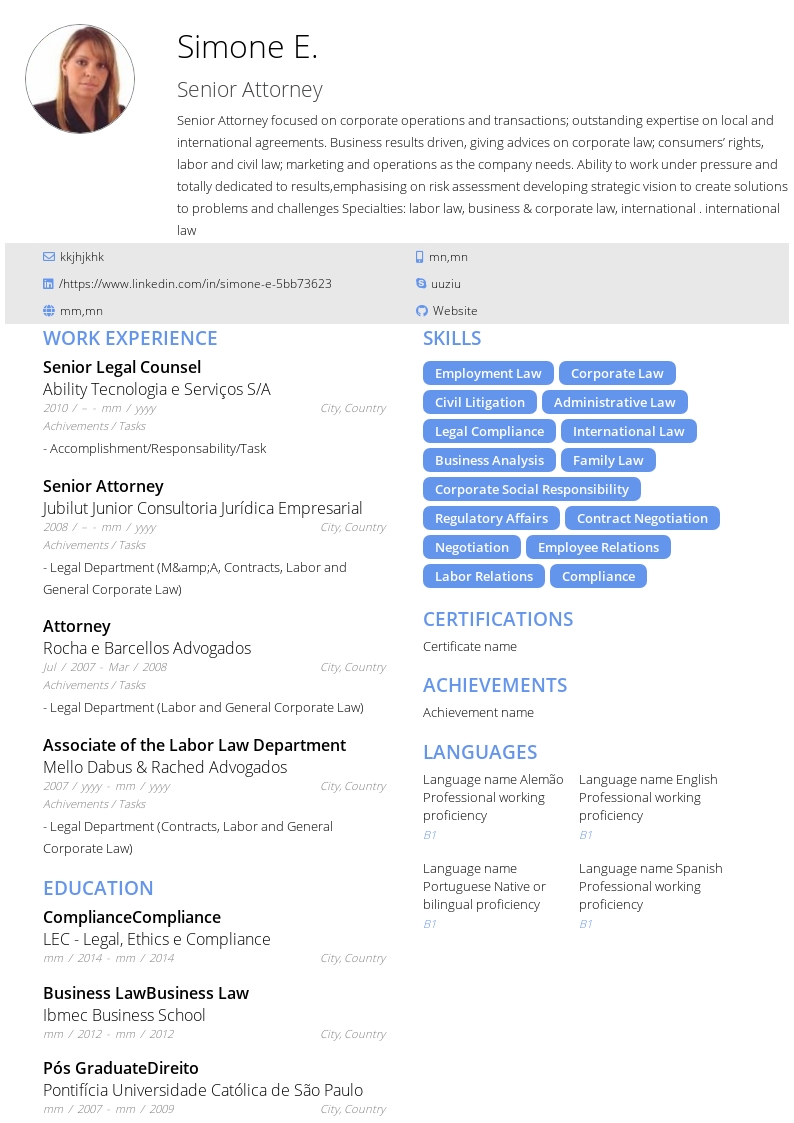 Simone E.
Senior Attorney
Senior Attorney focused on corporate operations and transactions; outstanding expertise on local and
international agreements. Business results driven, giving advices on corporate law; consumers’ rights,
labor and civil law; marketing and operations as the company needs. Ability to work under pressure and
totally dedicated to results,emphasising on risk assessment developing strategic vision to create solutions
to problems and challenges Specialties: labor law, business & corporate law, international . international
law
kkjhjkhk
mn,mn
/https://www.linkedin.com/in/simone-e-5bb73623
uuziu
mm,mn
Website
WORK EXPERIENCE
Senior Legal Counsel
Ability Tecnologia e Serviços S/A
2010 / – - mm / yyyy City, Country
Achivements / Tasks
- Accomplishment/Responsability/Task
Senior Attorney
Jubilut Junior Consultoria Jurídica Empresarial
2008 / – - mm / yyyy City, Country
Achivements / Tasks
- Legal Department (M&amp;A, Contracts, Labor and
General Corporate Law)
Attorney
Rocha e Barcellos Advogados
Jul / 2007 - Mar / 2008 City, Country
Achivements / Tasks
- Legal Department (Labor and General Corporate Law)
Associate of the Labor Law Department
Mello Dabus & Rached Advogados
2007 / yyyy - mm / yyyy City, Country
Achivements / Tasks
- Legal Department (Contracts, Labor and General
Corporate Law)
EDUCATION
ComplianceCompliance
LEC - Legal, Ethics e Compliance
mm / 2014 - mm / 2014 City, Country
Business LawBusiness Law
Ibmec Business School
mm / 2012 - mm / 2012 City, Country
Pós GraduateDireito
Pontifícia Universidade Católica de São Paulo
mm / 2007 - mm / 2009 City, Country
SKILLS
Employment Law Corporate Law
Civil Litigation Administrative Law
Legal Compliance International Law
Business Analysis Family Law
Corporate Social Responsibility
Regulatory Affairs Contract Negotiation
Negotiation Employee Relations
Labor Relations Compliance
CERTIFICATIONS
Certificate name
ACHIEVEMENTS
Achievement name
LANGUAGES
Language name Alemão
Professional working
proficiency
B1
Language name English
Professional working
proficiency
B1
Language name
Portuguese Native or
bilingual proficiency
B1
Language name Spanish
Professional working
proficiency
B1